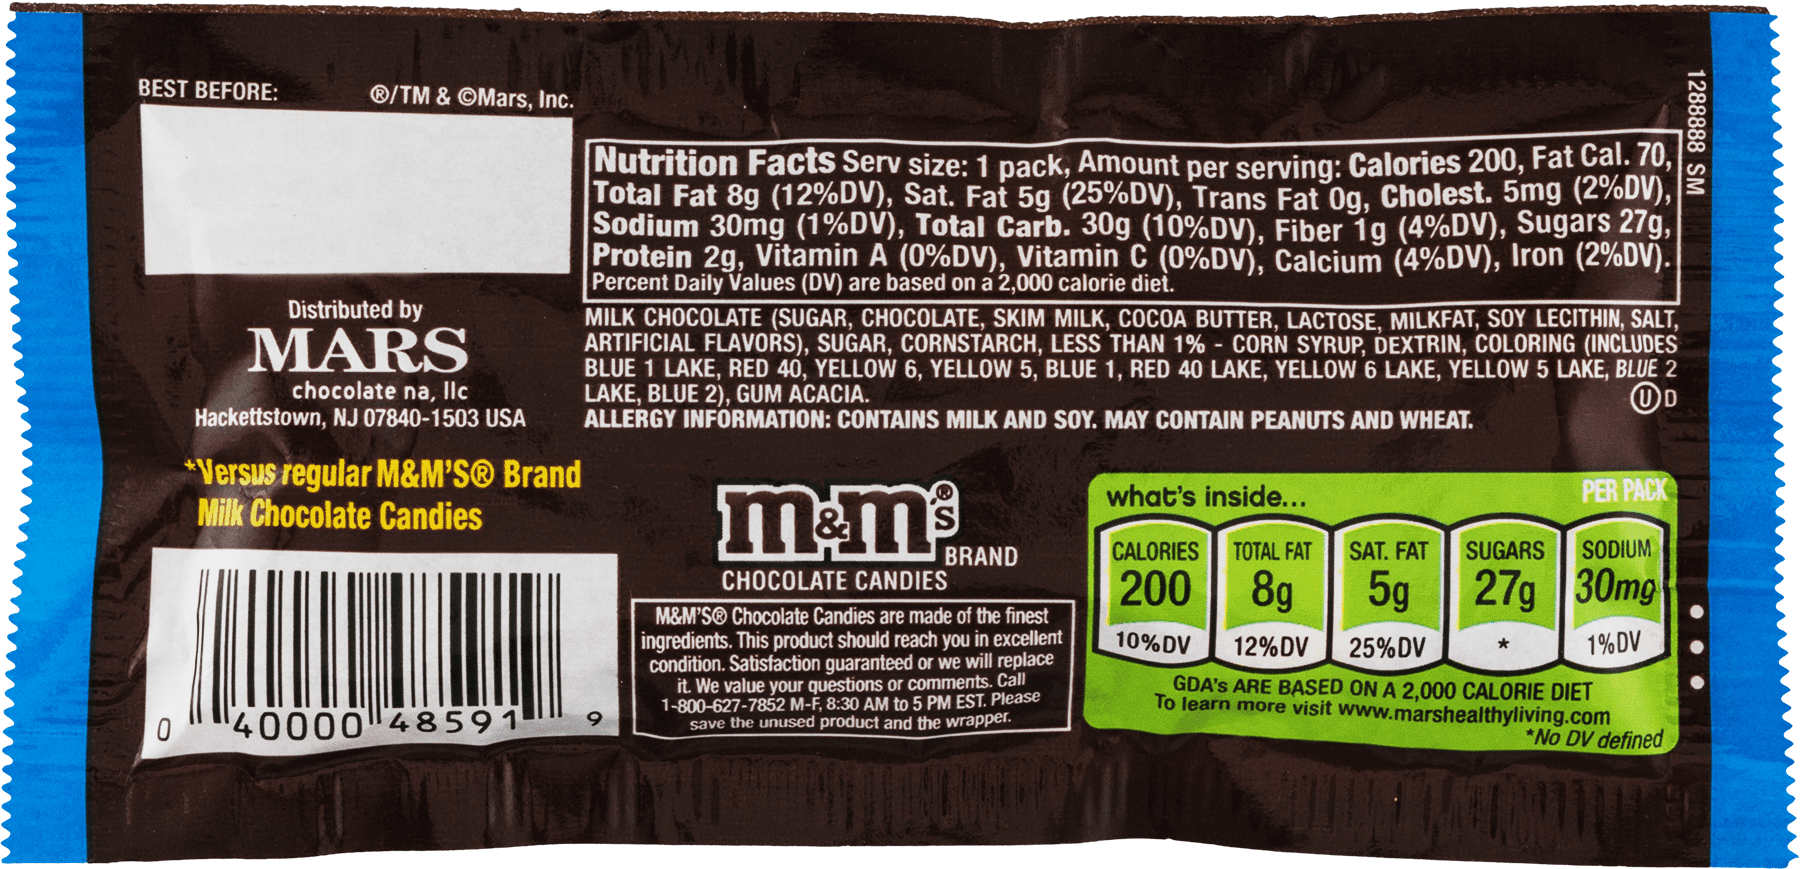 BEST BEFORE:
®/TM & ©Mars, Inc.
1288888 SM
Nutrition Facts Serv size: 1 pack, Amount per serving: Calories 200, Fat Cal. 70,
Total Fat 8g (12%DV), Sat. Fat 5g (25%DV), Trans Fat 0g, Cholest. 5mg (2%DV),
Sodium 30mg (1%DV), Total Carb. 30g (10%DV), Fiber 1g (4%DV), Sugars 27g,
Protein 2g, Vitamin A (0%DV), Vitamin C (0%DV), Calcium (4%DV), Iron (2%DV).
Percent Daily Values (DV) are based on a 2,000 calorie diet.
MILK CHOCOLATE (SUGAR, CHOCOLATE, SKIM MILK, COCOA BUTTER, LACTOSE, MILKFAT, SOY LECITHIN, SALT,
ARTIFICIAL FLAVORS), SUGAR, CORNSTARCH, LESS THAN 1% - CORN SYRUP, DEXTRIN, COLORING (INCLUDES
BLUE 1 LAKE, RED 40, YELLOW 6, YELLOW 5, BLUE 1, RED 40 LAKE, YELLOW 6 LAKE, YELLOW 5 LAKE, BLUE 2
LAKE, BLUE 2), GUM ACACIA.
Ⓤ D
ALLERGY INFORMATION: CONTAINS MILK AND SOY. MAY CONTAIN PEANUTS AND WHEAT.
Distributed by
MARS
chocolate na, llc
Hackettstown, NJ 07840-1503 USA
*Versus regular M&M'S® Brand
Milk Chocolate Candies
0 40000 48591 9
m&m's®
BRAND
CHOCOLATE CANDIES
M&M'S® Chocolate Candies are made of the finest
ingredients. This product should reach you in excellent
condition. Satisfaction guaranteed or we will replace
it. We value your questions or comments. Call
1-800-627-7852 M-F, 8:30 AM to 5 PM EST. Please
save the unused product and the wrapper.
what's inside...
PER PACK
CALORIES TOTAL FAT SAT. FAT SUGARS SODIUM
200 8g 5g 27g 30mg
10%DV 12%DV 25%DV * 1%DV
GDA's ARE BASED ON A 2,000 CALORIE DIET
To learn more visit www.marshealthyliving.com
*No DV defined